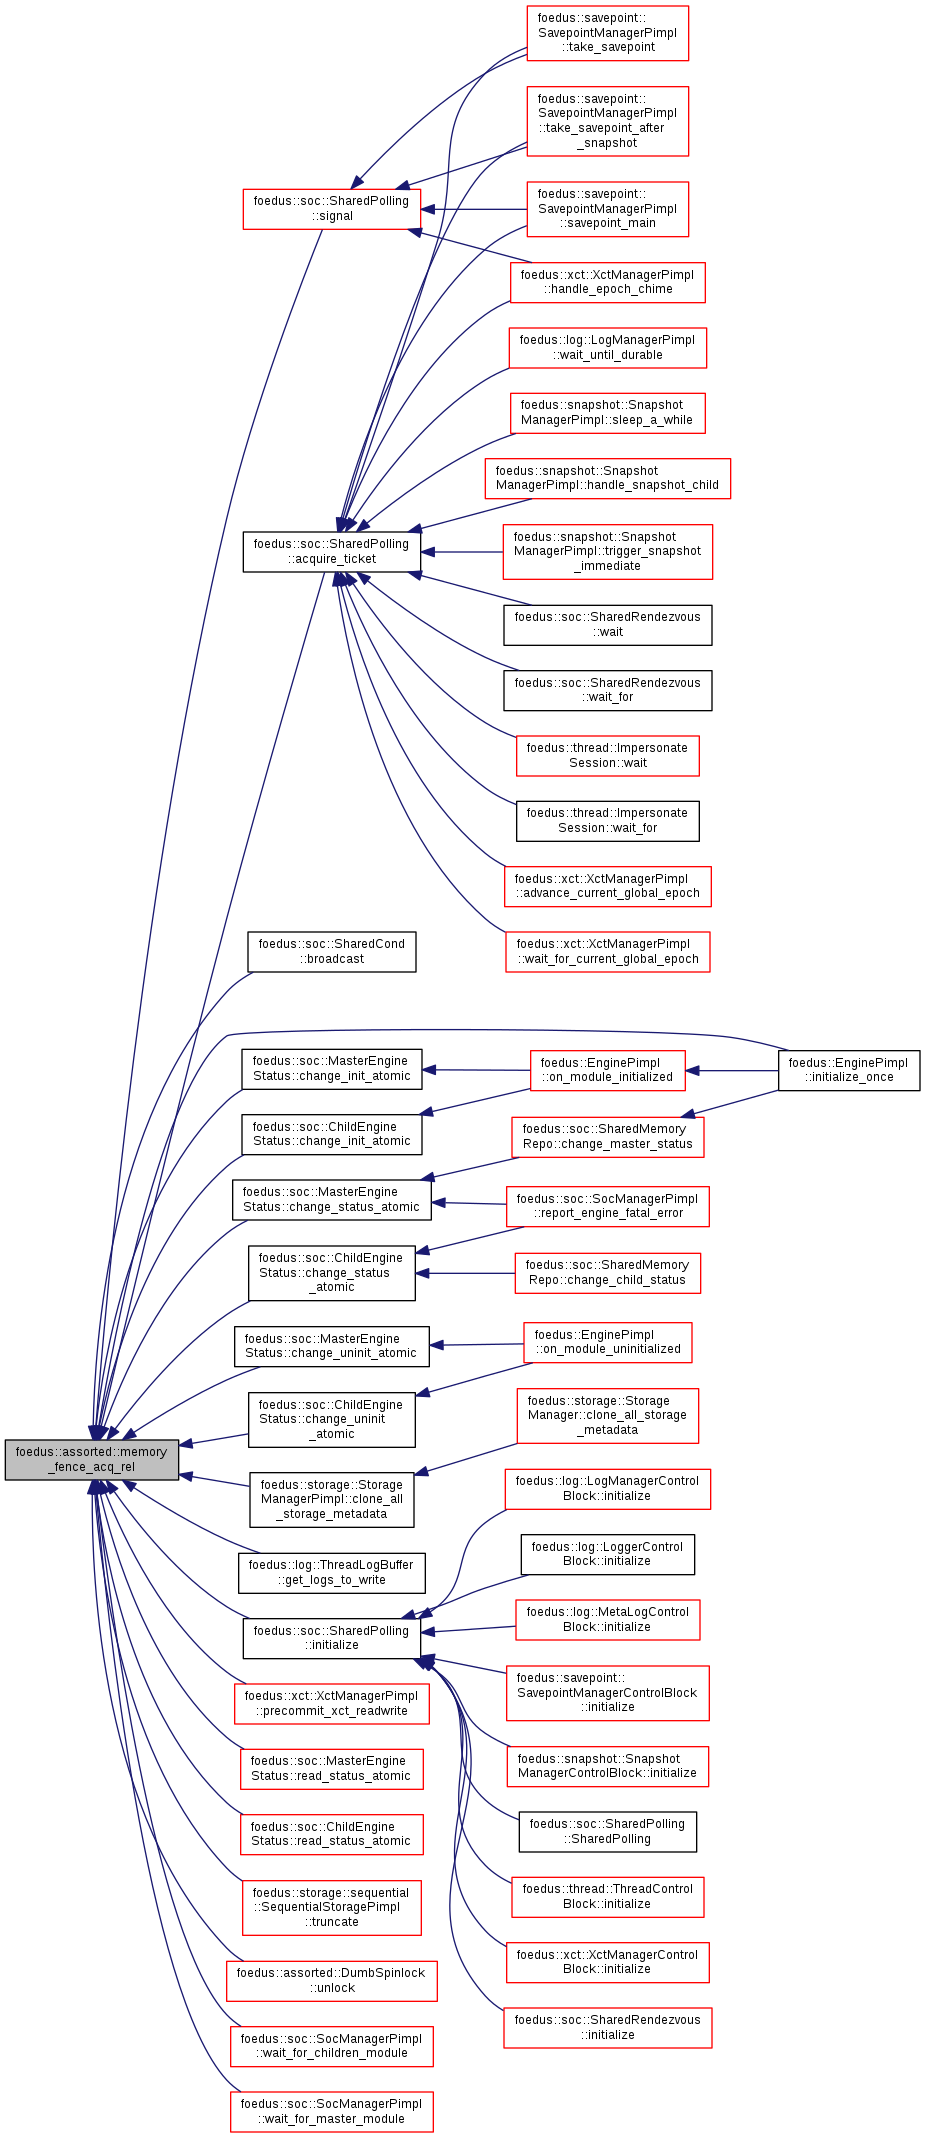 foedus::savepoint::
SavepointManagerPimpl
::take_savepoint
foedus::savepoint::
SavepointManagerPimpl
::take_savepoint_after
_snapshot
foedus::soc::SharedPolling
::signal
foedus::savepoint::
SavepointManagerPimpl
::savepoint_main
foedus::xct::XctManagerPimpl
::handle_epoch_chime
foedus::log::LogManagerPimpl
::wait_until_durable
foedus::snapshot::Snapshot
ManagerPimpl::sleep_a_while
foedus::snapshot::Snapshot
ManagerPimpl::handle_snapshot_child
foedus::soc::SharedPolling
::acquire_ticket
foedus::snapshot::Snapshot
ManagerPimpl::trigger_snapshot
_immediate
foedus::soc::SharedRendezvous
::wait
foedus::soc::SharedRendezvous
::wait_for
foedus::thread::Impersonate
Session::wait
foedus::thread::Impersonate
Session::wait_for
foedus::xct::XctManagerPimpl
::advance_current_global_epoch
foedus::soc::SharedCond
::broadcast
foedus::xct::XctManagerPimpl
::wait_for_current_global_epoch
foedus::soc::MasterEngine
Status::change_init_atomic
foedus::EnginePimpl
::on_module_initialized
foedus::EnginePimpl
::initialize_once
foedus::soc::ChildEngine
Status::change_init_atomic
foedus::soc::SharedMemory
Repo::change_master_status
foedus::soc::MasterEngine
Status::change_status_atomic
foedus::soc::SocManagerPimpl
::report_engine_fatal_error
foedus::soc::ChildEngine
Status::change_status
_atomic
foedus::soc::SharedMemory
Repo::change_child_status
foedus::soc::MasterEngine
Status::change_uninit_atomic
foedus::EnginePimpl
::on_module_uninitialized
foedus::soc::ChildEngine
Status::change_uninit
_atomic
foedus::storage::Storage
Manager::clone_all_storage
_metadata
foedus::assorted::memory
_fence_acq_rel
foedus::storage::Storage
ManagerPimpl::clone_all
_storage_metadata
foedus::log::LogManagerControl
Block::initialize
foedus::log::ThreadLogBuffer
::get_logs_to_write
foedus::log::LoggerControl
Block::initialize
foedus::soc::SharedPolling
::initialize
foedus::log::MetaLogControl
Block::initialize
foedus::xct::XctManagerPimpl
::precommit_xct_readwrite
foedus::savepoint::
SavepointManagerControlBlock
::initialize
foedus::soc::MasterEngine
Status::read_status_atomic
foedus::snapshot::Snapshot
ManagerControlBlock::initialize
foedus::soc::ChildEngine
Status::read_status_atomic
foedus::soc::SharedPolling
::SharedPolling
foedus::storage::sequential
::SequentialStoragePimpl
::truncate
foedus::thread::ThreadControl
Block::initialize
foedus::assorted::DumbSpinlock
::unlock
foedus::xct::XctManagerControl
Block::initialize
foedus::soc::SocManagerPimpl
::wait_for_children_module
foedus::soc::SharedRendezvous
::initialize
foedus::soc::SocManagerPimpl
::wait_for_master_module